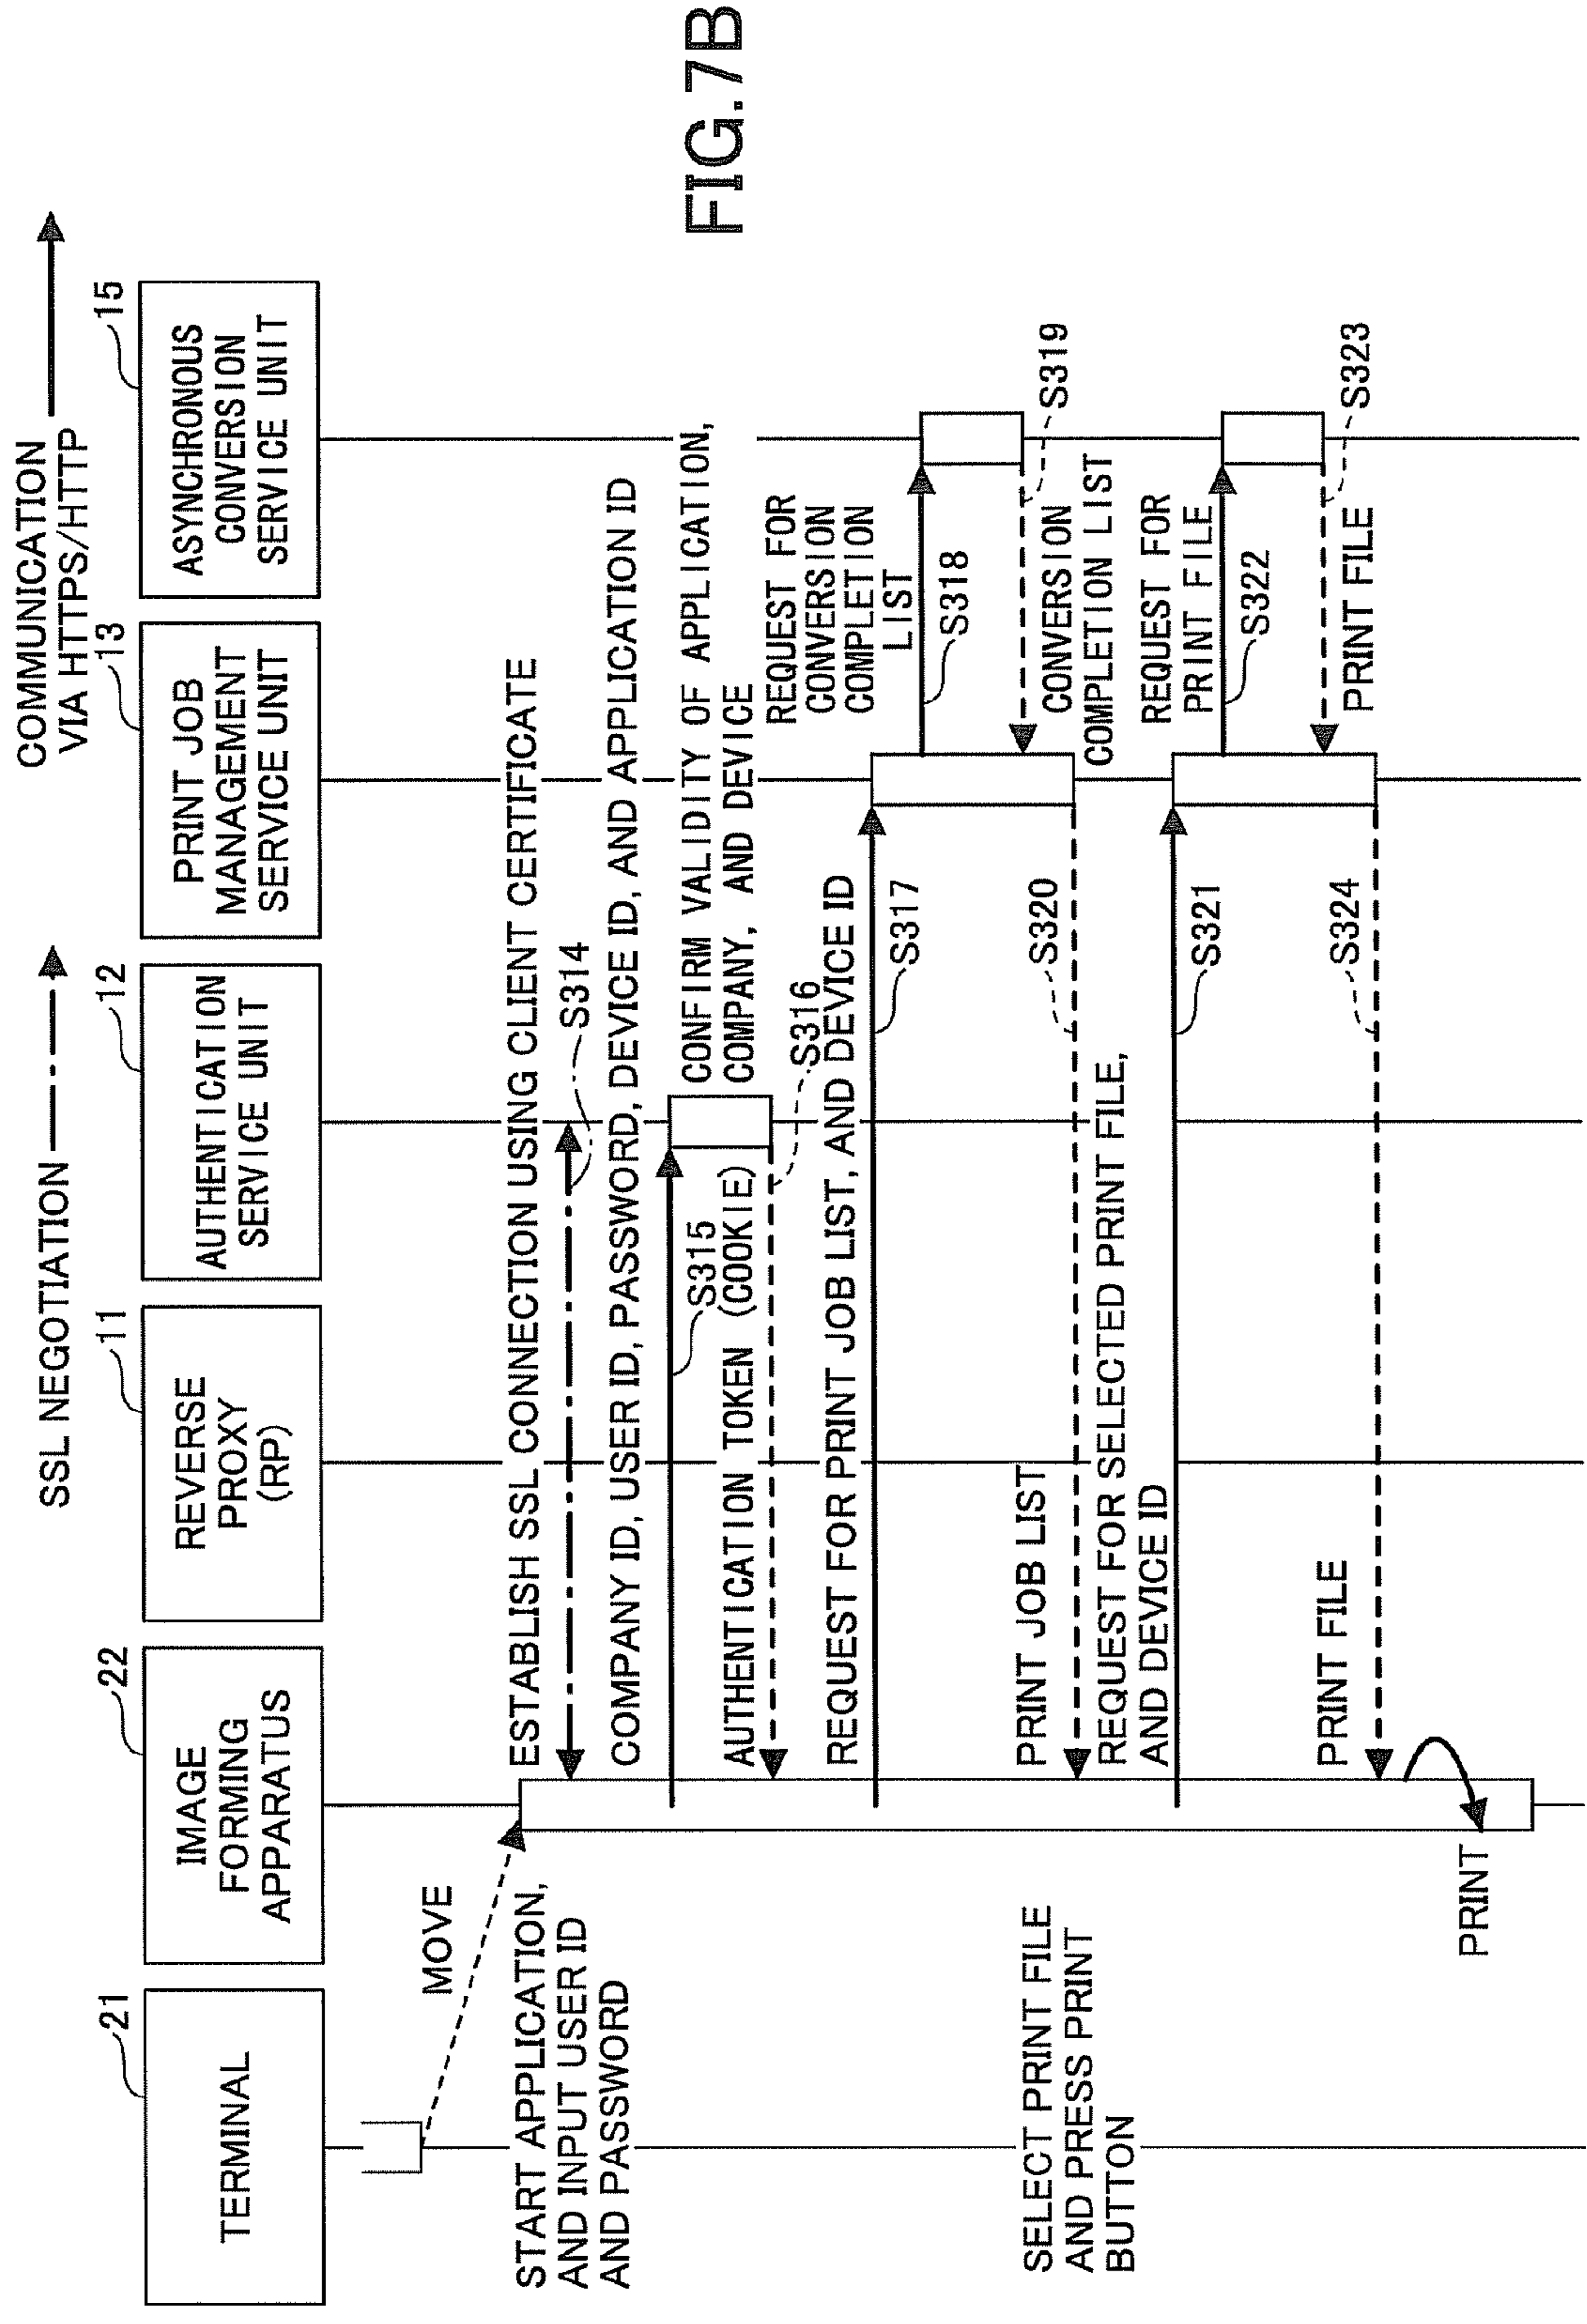 FIG.7B
SSL NEGOTIATION
COMMUNICATION
VIA HTTPS/HTTP
21
TERMINAL
22
IMAGE
FORMING
APPARATUS
11
REVERSE
PROXY
(RP)
12
AUTHENTICATION
SERVICE UNIT
13
PRINT JOB
MANAGEMENT
SERVICE UNIT
15
ASYNCHRONOUS
CONVERSION
SERVICE UNIT
MOVE
START APPLICATION,
AND INPUT USER ID
AND PASSWORD
ESTABLISH SSL CONNECTION USING CLIENT CERTIFICATE
S314
COMPANY ID, USER ID, PASSWORD, DEVICE ID, AND APPLICATION ID
S315
CONFIRM VALIDITY OF APPLICATION,
COMPANY, AND DEVICE
AUTHENTICATION TOKEN (COOKIE)
S316
REQUEST FOR PRINT JOB LIST, AND DEVICE ID
S317
REQUEST FOR
CONVERSION
COMPLETION
LIST
S318
S319
CONVERSION
COMPLETION LIST
PRINT JOB LIST
S320
SELECT PRINT FILE
AND PRESS PRINT
BUTTON
REQUEST FOR SELECTED PRINT FILE,
AND DEVICE ID
S321
REQUEST FOR
PRINT FILE
S322
S323
PRINT FILE
PRINT FILE
S324
PRINT